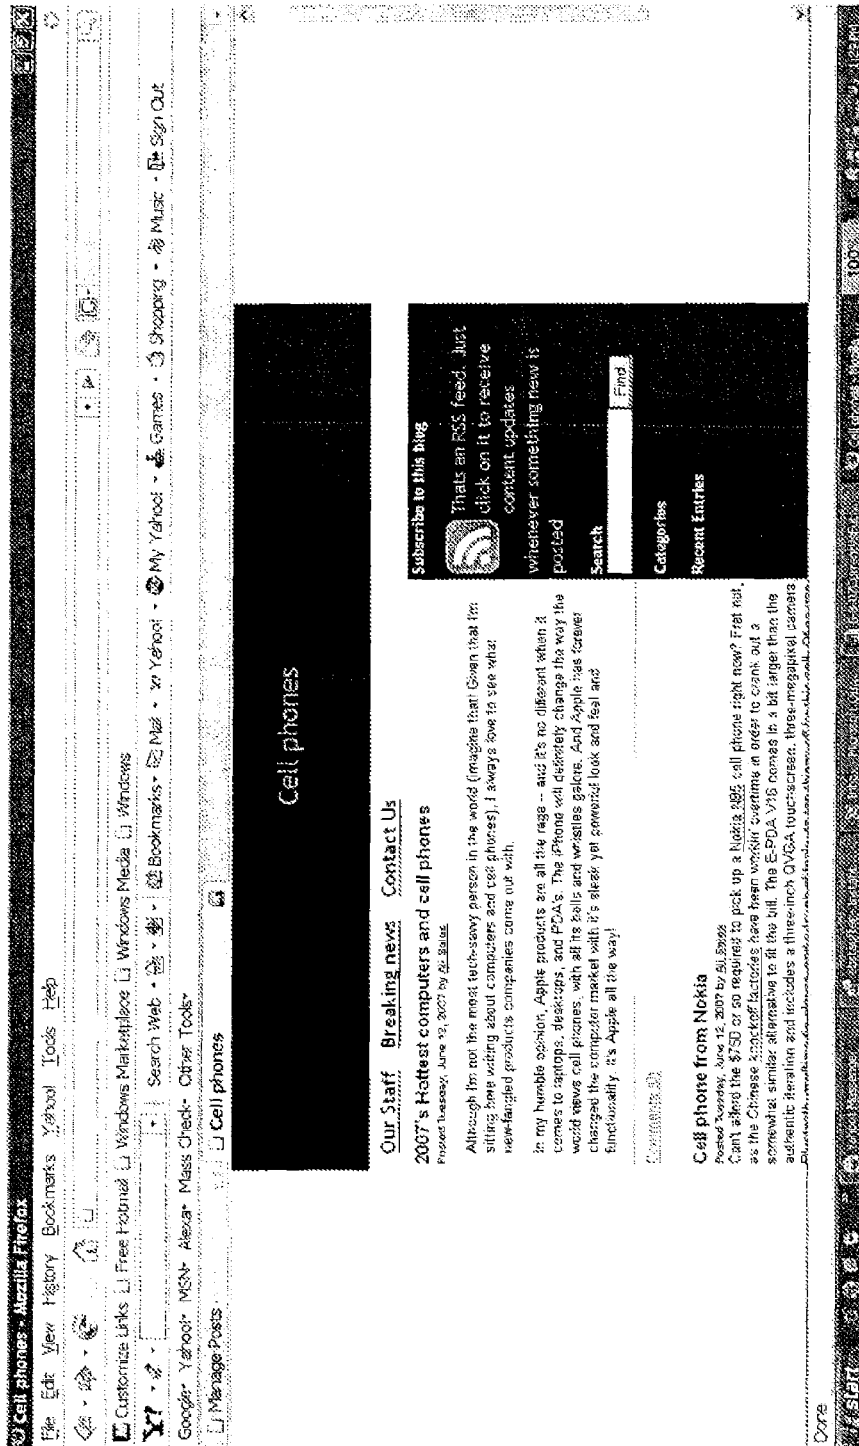 Cell phones - Mozilla Firefox
File Edit View History Bookmarks Yahoo! Tools Help
Customize Links Free Hotmail Windows Marketplace Windows Media Windows
Y! Search Web Bookmarks Mail Yahoo! My Yahoo! Games Shopping Music Sign Out
Google Yahoo! MSN Alexa Mass Check Other Tools
Manage Posts Cell phones
Cell phones
Our Staff Breaking news Contact Us
2007's Hottest computers and cell phones
Posted Tuesday, June 12, 2007 by
Although I'm not the most tech-savvy person in the world (imagine that! Given that I'm
sitting here writing about computers and cell phones), I always love to see what
new-fangled products companies come out with.
In my humble opinion, Apple products are all the rage -- and it's no different when it
comes to laptops, desktops, and PDA's. The iPhone will definitely change the way the
world views cell phones, with all its bells and whistles galore. And Apple has forever
changed the computer market with it's sleek yet powerful look and feel and
functionality. It's Apple all the way!
Cell phone from Nokia
Posted Tuesday, June 12, 2007 by
Can't afford the $750 or so required to pick up a Nokia N95 cell phone right now? Fret not,
as the Chinese knockoff factories have been workin' overtime in order to crank out a
somewhat similar alternative to fit the bill. The E-PDA V16 comes in a bit larger than the
authentic iteration and includes a three-inch QVGA touchscreen, three-megapixel camera
Subscribe to this blog
Thats an RSS feed. Just
click on it to receive
content updates
whenever something new is
posted
Search
Find
Categories
Recent Entries
Done
100%
start